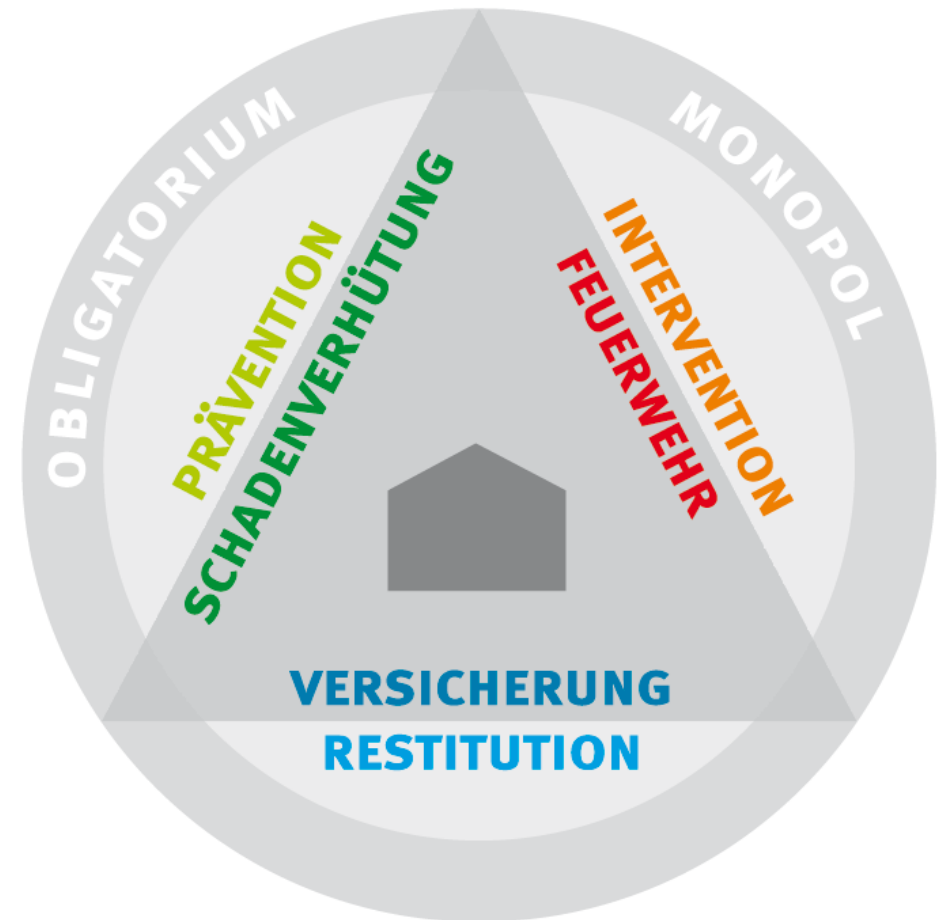 OBLIGATORIUM
MONOPOL
PRÄVENTION
SCHADENVERHÜTUNG
INTERVENTION
FEUERWEHR
VERSICHERUNG
RESTITUTION